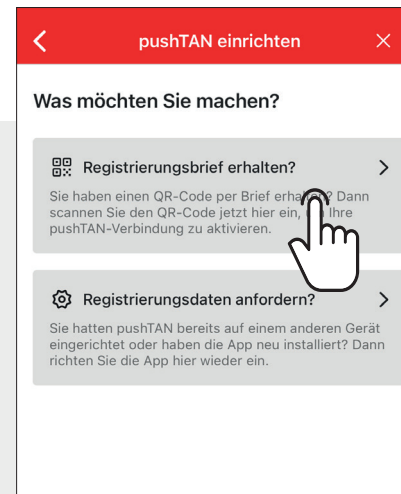 pushTAN einrichten
Was möchten Sie machen?
Registrierungsbrief erhalten?
Sie haben einen QR-Code per Brief erhalten? Dann
scannen Sie den QR-Code jetzt hier ein, Ihre
pushTAN-Verbindung zu aktivieren.
Registrierungsdaten anfordern?
Sie hatten pushTAN bereits auf einem anderen Gerät
eingerichtet oder haben die App neu installiert? Dann
richten Sie die App hier wieder ein.